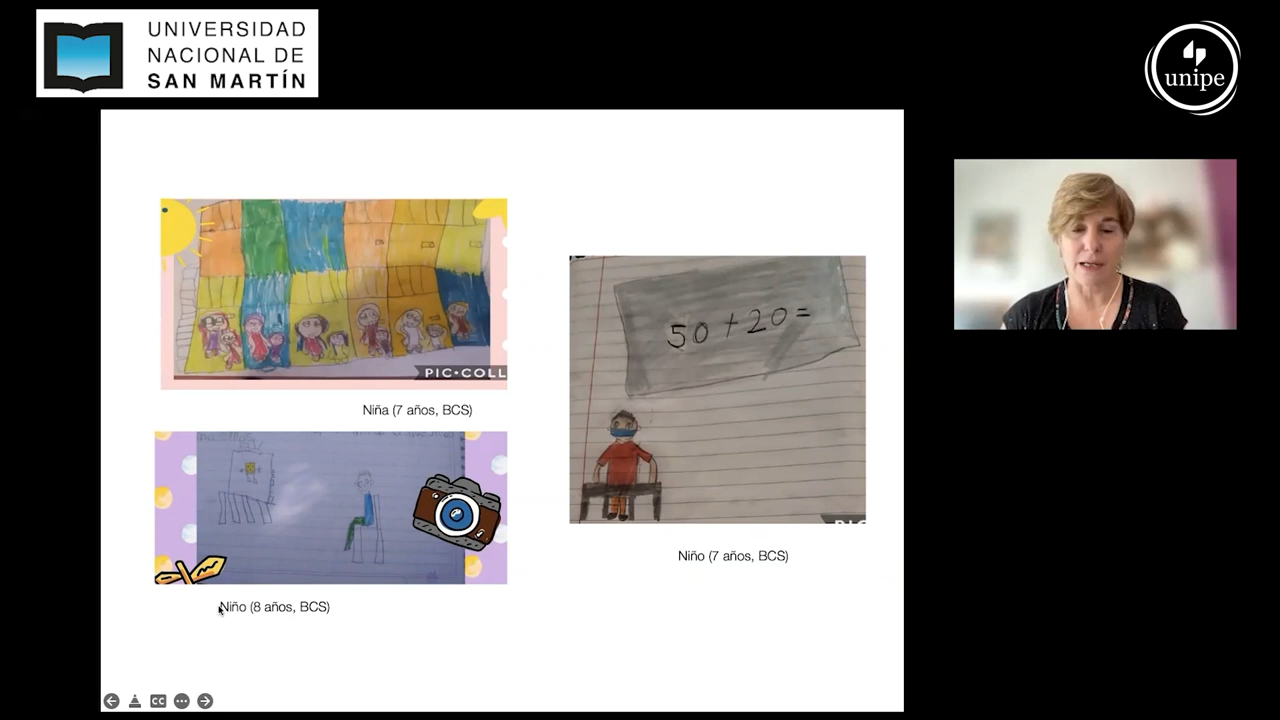 UNIVERSIDAD
NACIONAL DE
SAN MARTÍN
unipe
PIC•COLL
Niña (7 años, BCS)
50+20=
Niño (7 años, BCS)
Niño (8 años, BCS)
CC